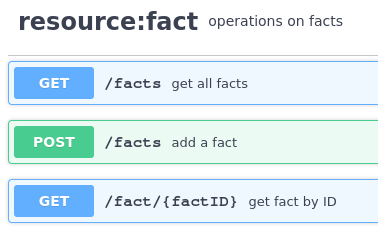 resource:fact operations on facts
GET /facts get all facts
POST /facts add a fact
GET /fact/{factID} get fact by ID